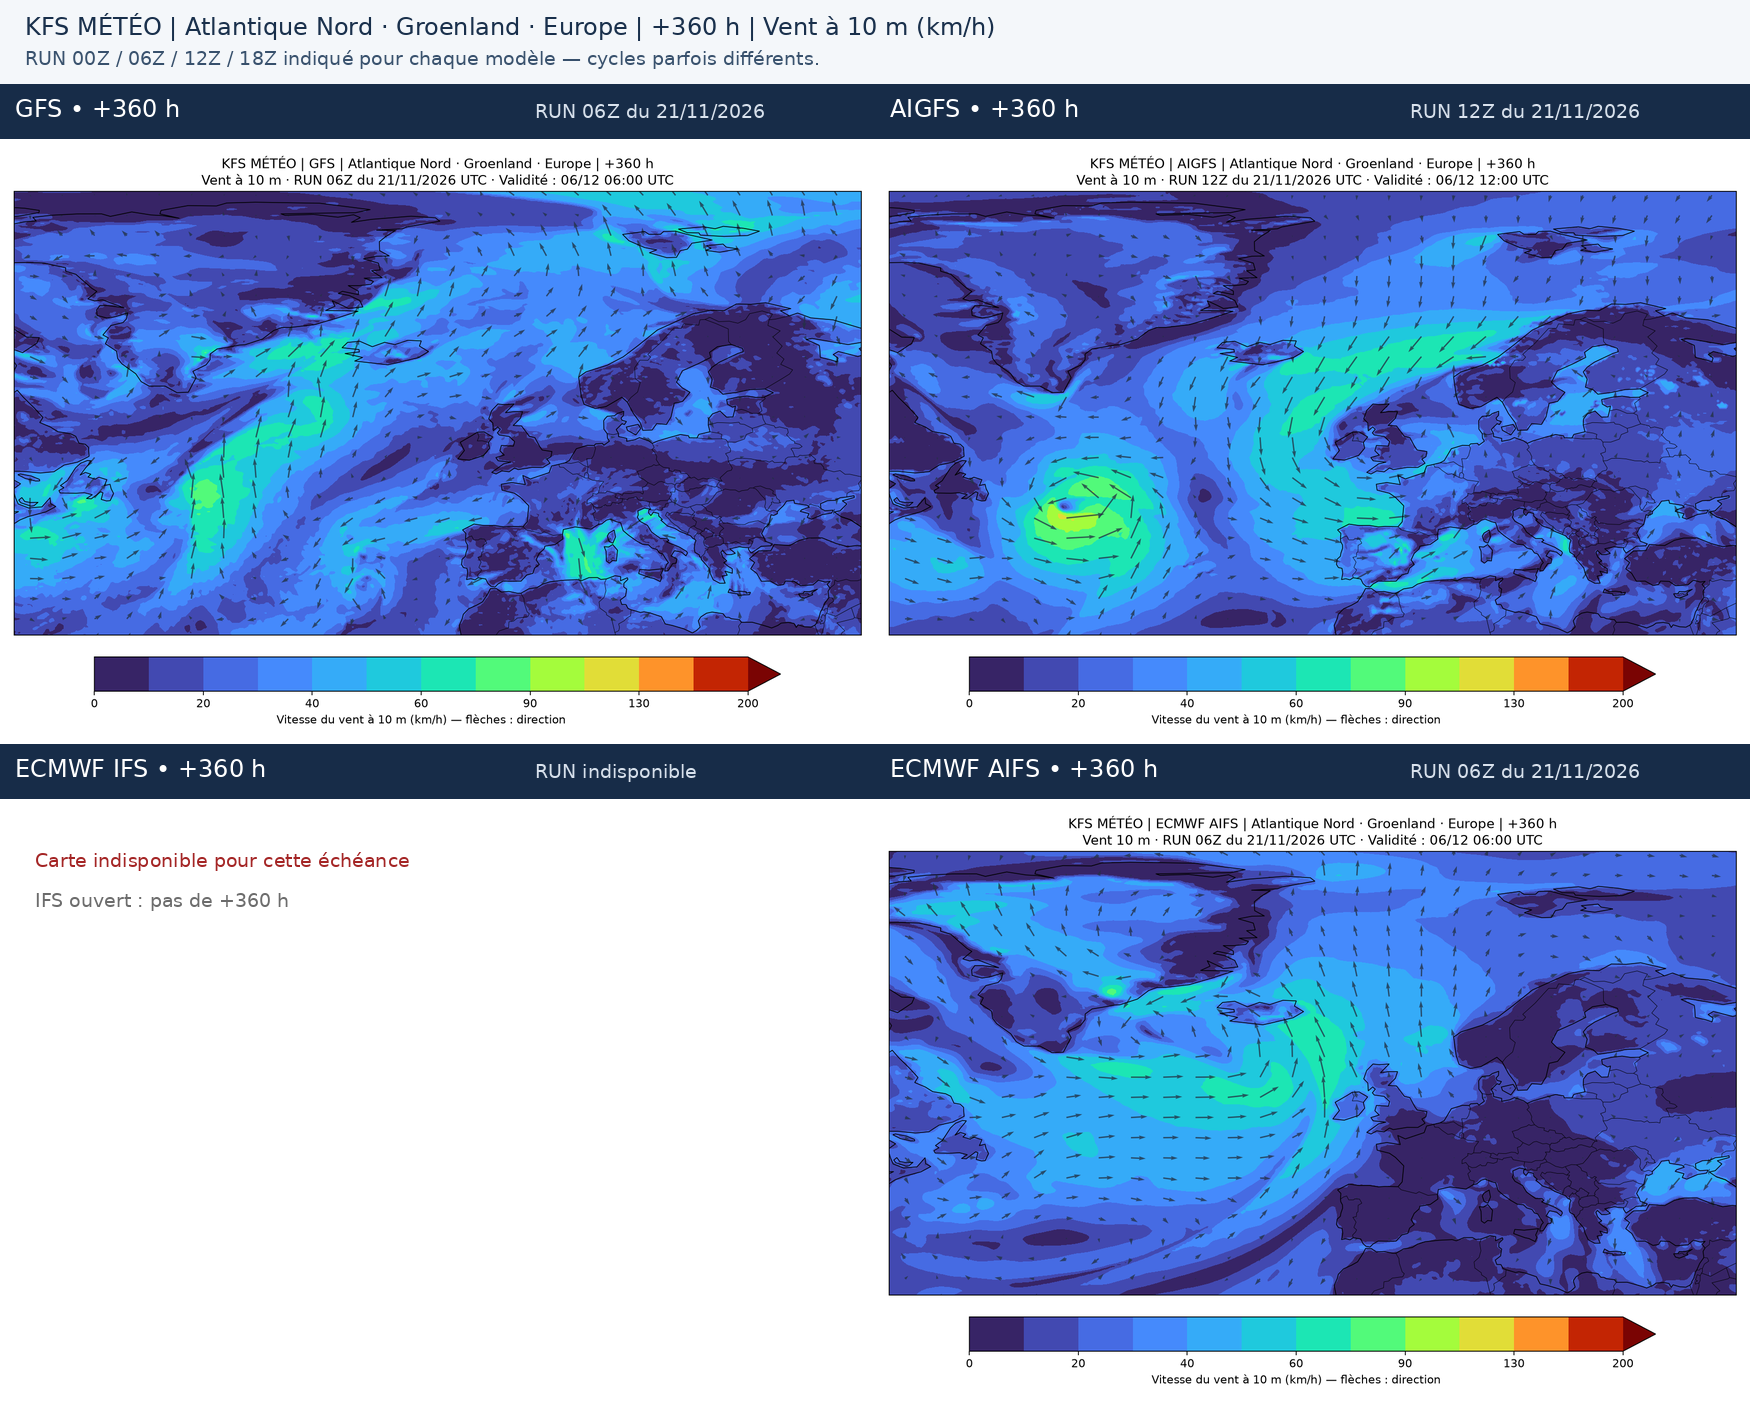 KFS MÉTÉO | Atlantique Nord · Groenland · Europe | +360 h | Vent à 10 m (km/h)
RUN 00Z / 06Z / 12Z / 18Z indiqué pour chaque modèle — cycles parfois différents.
GFS • +360 h
RUN 06Z du 21/11/2026
KFS MÉTÉO | GFS | Atlantique Nord · Groenland · Europe | +360 h
Vent à 10 m · RUN 06Z du 21/11/2026 UTC · Validité : 06/12 06:00 UTC
0 20 40 60 90 130 200
Vitesse du vent à 10 m (km/h) — flèches : direction
AIGFS • +360 h
RUN 12Z du 21/11/2026
KFS MÉTÉO | AIGFS | Atlantique Nord · Groenland · Europe | +360 h
Vent à 10 m · RUN 12Z du 21/11/2026 UTC · Validité : 06/12 12:00 UTC
0 20 40 60 90 130 200
Vitesse du vent à 10 m (km/h) — flèches : direction
ECMWF IFS • +360 h
RUN indisponible
Carte indisponible pour cette échéance
IFS ouvert : pas de +360 h
ECMWF AIFS • +360 h
RUN 06Z du 21/11/2026
KFS MÉTÉO | ECMWF AIFS | Atlantique Nord · Groenland · Europe | +360 h
Vent 10 m · RUN 06Z du 21/11/2026 UTC · Validité : 06/12 06:00 UTC
0 20 40 60 90 130 200
Vitesse du vent à 10 m (km/h) — flèches : direction